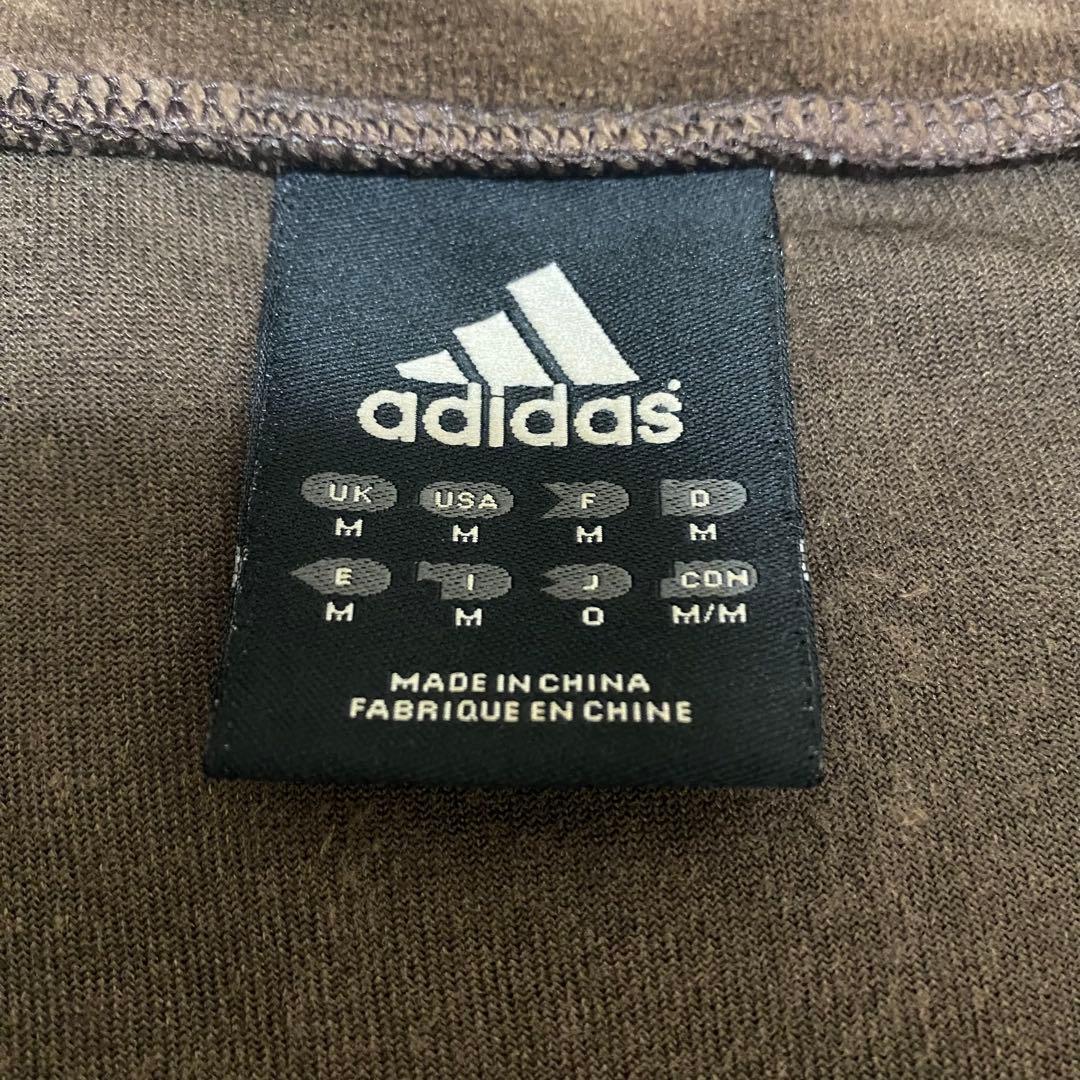 adidas®
UK USA F D
M M M M
E I J CDN
M M O M/M
MADE IN CHINA
FABRIQUE EN CHINE